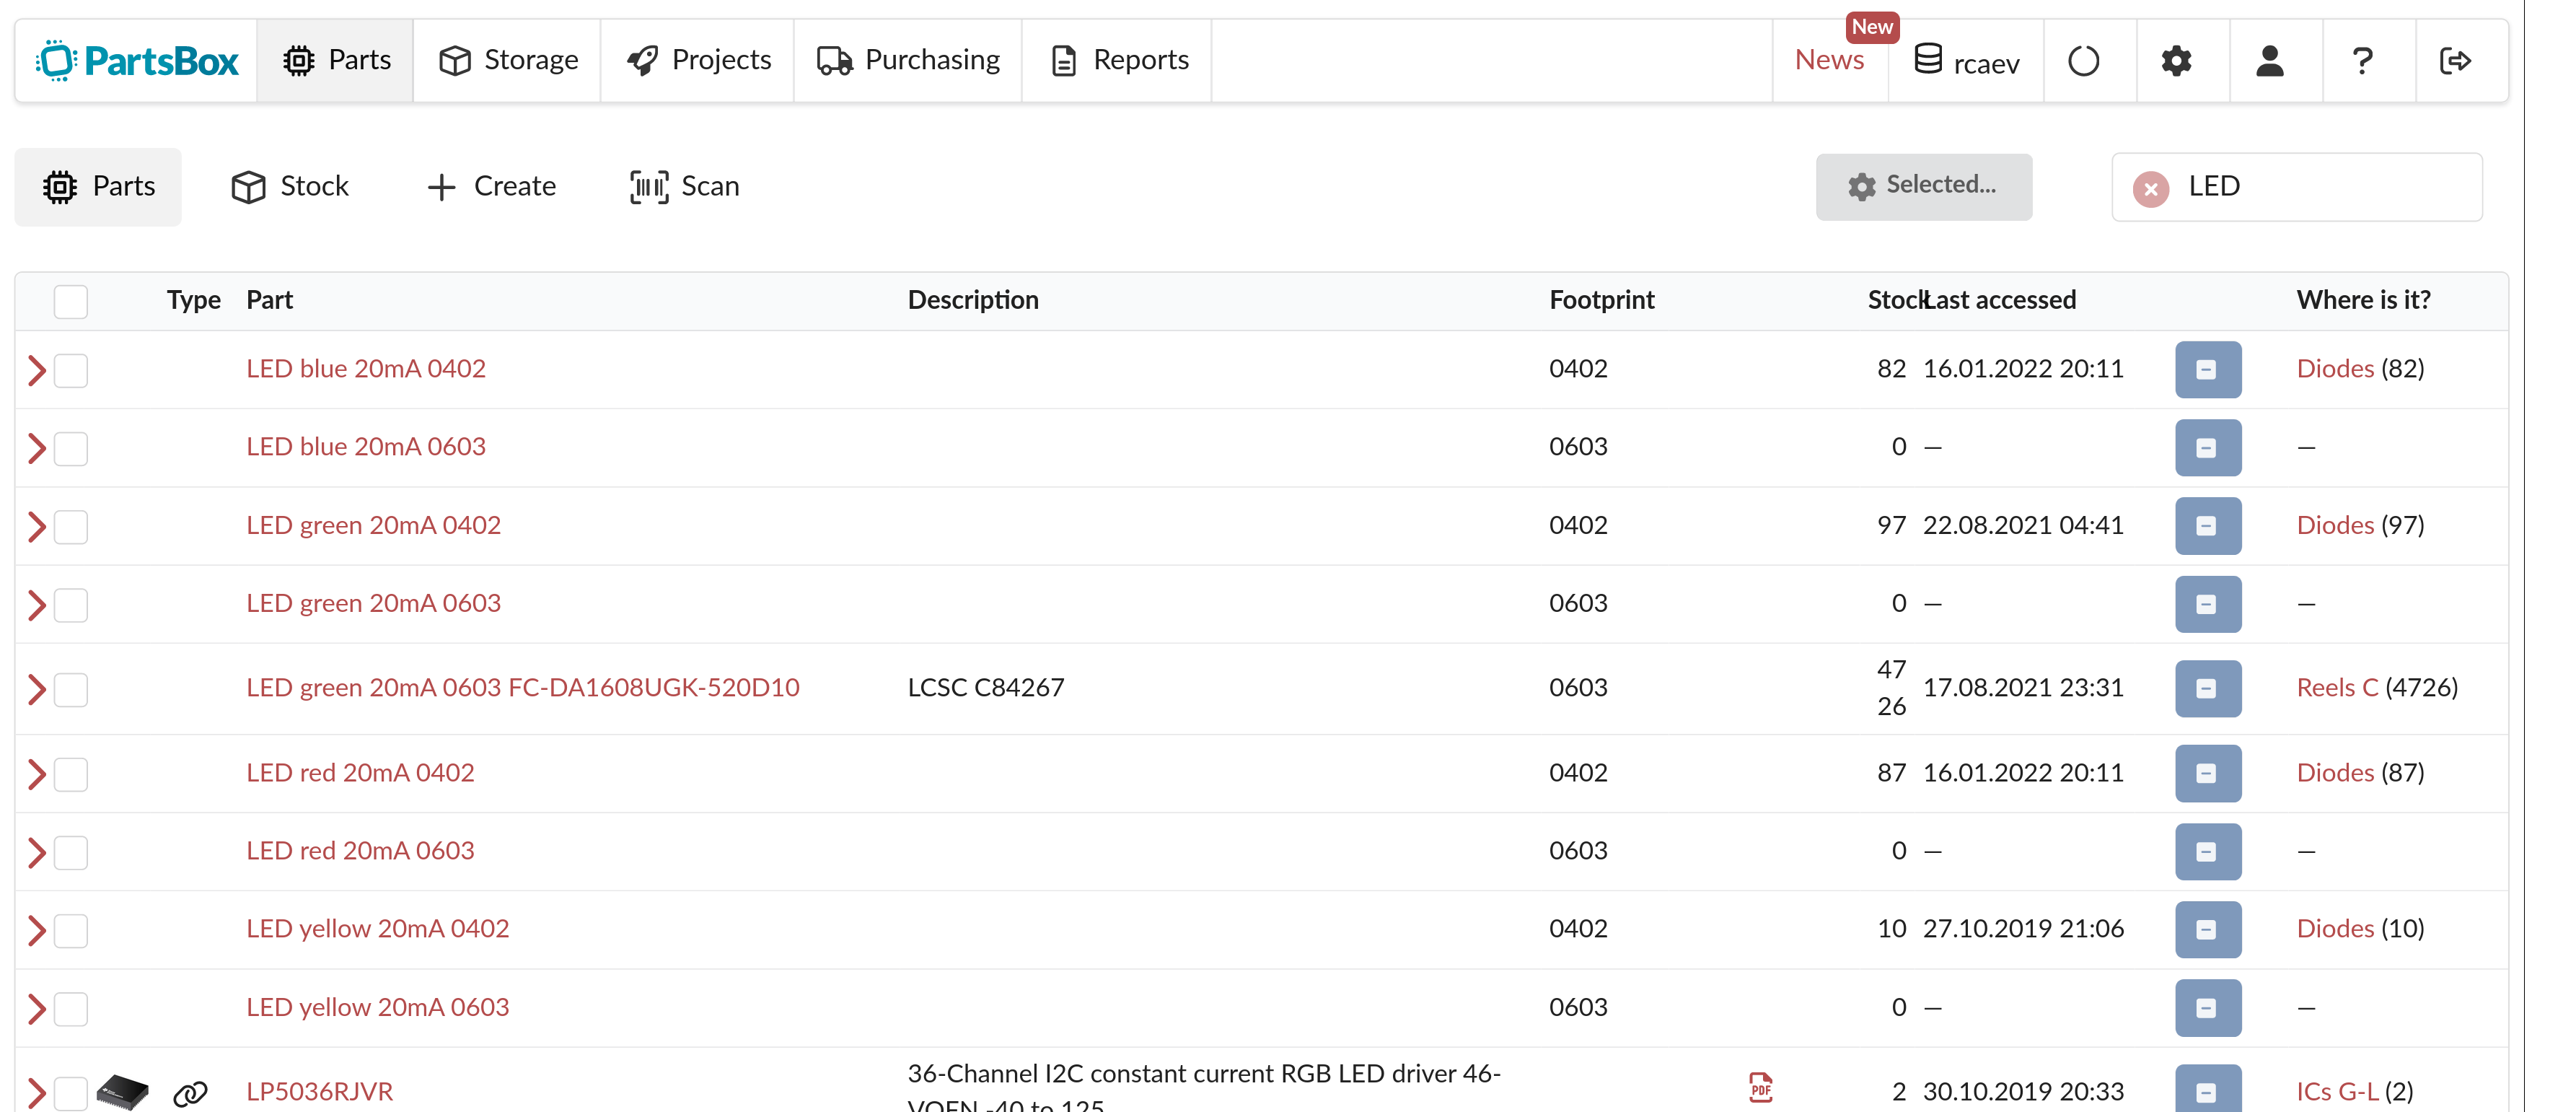 PartsBox Parts Storage Projects Purchasing Reports News New rcaev ?
Parts Stock Create Scan Selected... LED
Type Part Description Footprint Stock Last accessed Where is it?
LED blue 20mA 0402 0402 82 16.01.2022 20:11 Diodes (82)
LED blue 20mA 0603 0603 0 — —
LED green 20mA 0402 0402 97 22.08.2021 04:41 Diodes (97)
LED green 20mA 0603 0603 0 — —
LED green 20mA 0603 FC-DA1608UGK-520D10 LCSC C84267 0603 47
26 17.08.2021 23:31 Reels C (4726)
LED red 20mA 0402 0402 87 16.01.2022 20:11 Diodes (87)
LED red 20mA 0603 0603 0 — —
LED yellow 20mA 0402 0402 10 27.10.2019 21:06 Diodes (10)
LED yellow 20mA 0603 0603 0 — —
LP5036RJVR 36-Channel I2C constant current RGB LED driver 46-
VQFN -40 to 125 PDF 2 30.10.2019 20:33 ICs G-L (2)